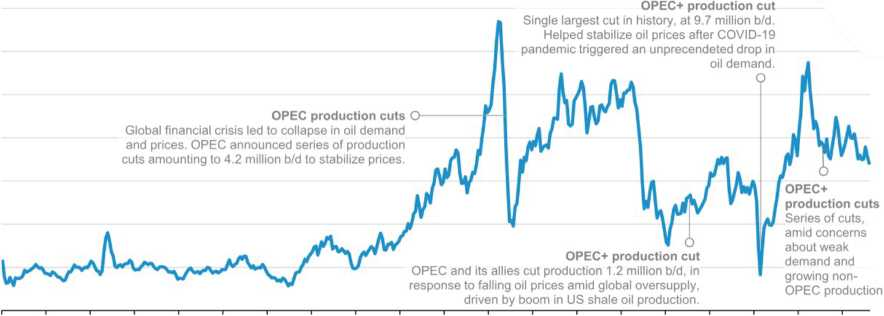 OPEC+ production cut
Single largest cut in history, at 9.7 million b/d.
Helped stabilize oil prices after COVID-19
pandemic triggered an unprecendeted drop in
oil demand.
OPEC production cuts
Global financial crisis led to collapse in oil demand
and prices. OPEC announced series of production
cuts amounting to 4.2 million b/d to stabilize prices.
OPEC+ production cut
OPEC and its allies cut production 1.2 million b/d, in
response to falling oil prices amid global oversupply,
driven by boom in US shale oil production.
OPEC+
production cuts
Series of cuts,
amid concerns
about weak
demand and
growing non-
OPEC production